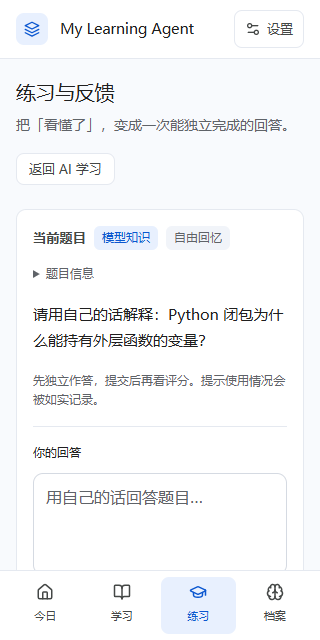 My Learning Agent
设置
练习与反馈
把「看懂了」，变成一次能独立完成的回答。
返回 AI 学习
当前题目
模型知识
自由回忆
题目信息
请用自己的话解释：Python 闭包为什
么能持有外层函数的变量？
先独立作答，提交后再看评分。提示使用情况会
被如实记录。
你的回答
用自己的话回答题目...
今日
学习
练习
档案